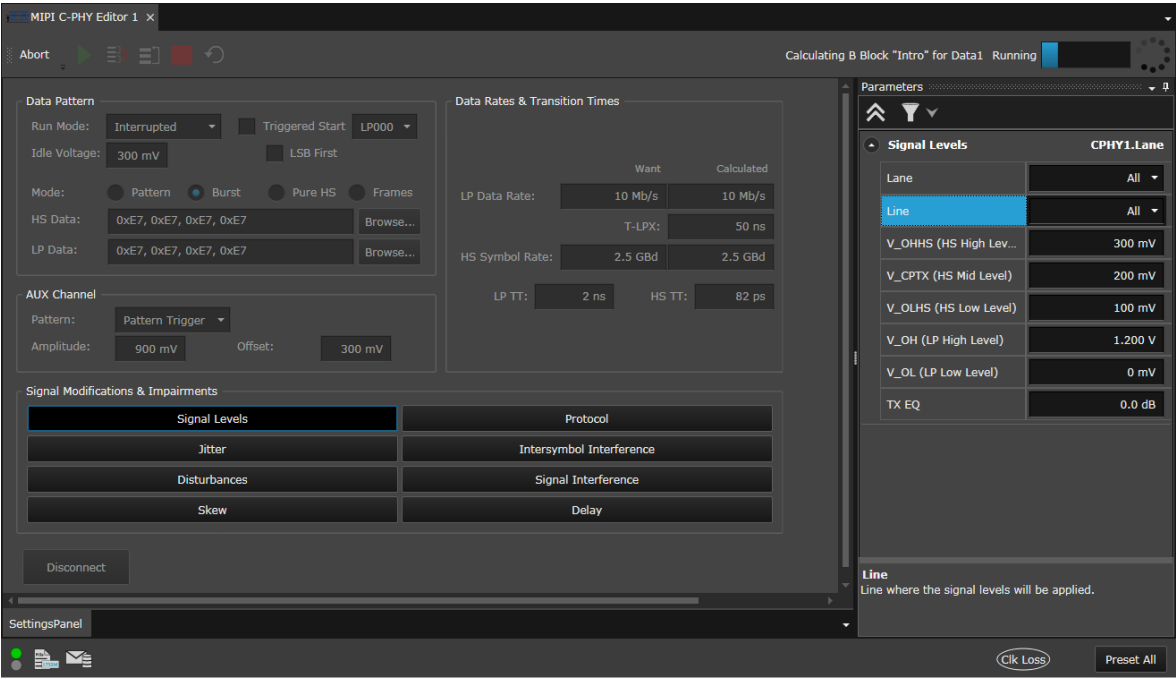 MIPI C-PHY Editor 1
Abort
Calculating B Block "Intro" for Data1 Running
Data Pattern
Run Mode: Interrupted Triggered Start LP000
Idle Voltage: 300 mV LSB First
Mode: Pattern Burst Pure HS Frames
HS Data: 0xE7, 0xE7, 0xE7, 0xE7 Browse...
LP Data: 0xE7, 0xE7, 0xE7, 0xE7 Browse...
AUX Channel
Pattern: Pattern Trigger
Amplitude: 900 mV Offset: 300 mV
Data Rates & Transition Times
Want Calculated
LP Data Rate: 10 Mb/s 10 Mb/s
T-LPX: 50 ns
HS Symbol Rate: 2.5 GBd 2.5 GBd
LP TT: 2 ns HS TT: 82 ps
Signal Modifications & Impairments
Signal Levels Protocol
Jitter Intersymbol Interference
Disturbances Signal Interference
Skew Delay
Disconnect
SettingsPanel
Parameters
Signal Levels CPHY1.Lane
Lane All
Line All
V_OHHS (HS High Lev... 300 mV
V_CPTX (HS Mid Level) 200 mV
V_OLHS (HS Low Level) 100 mV
V_OH (LP High Level) 1.200 V
V_OL (LP Low Level) 0 mV
TX EQ 0.0 dB
Line
Line where the signal levels will be applied.
Clk Loss Preset All